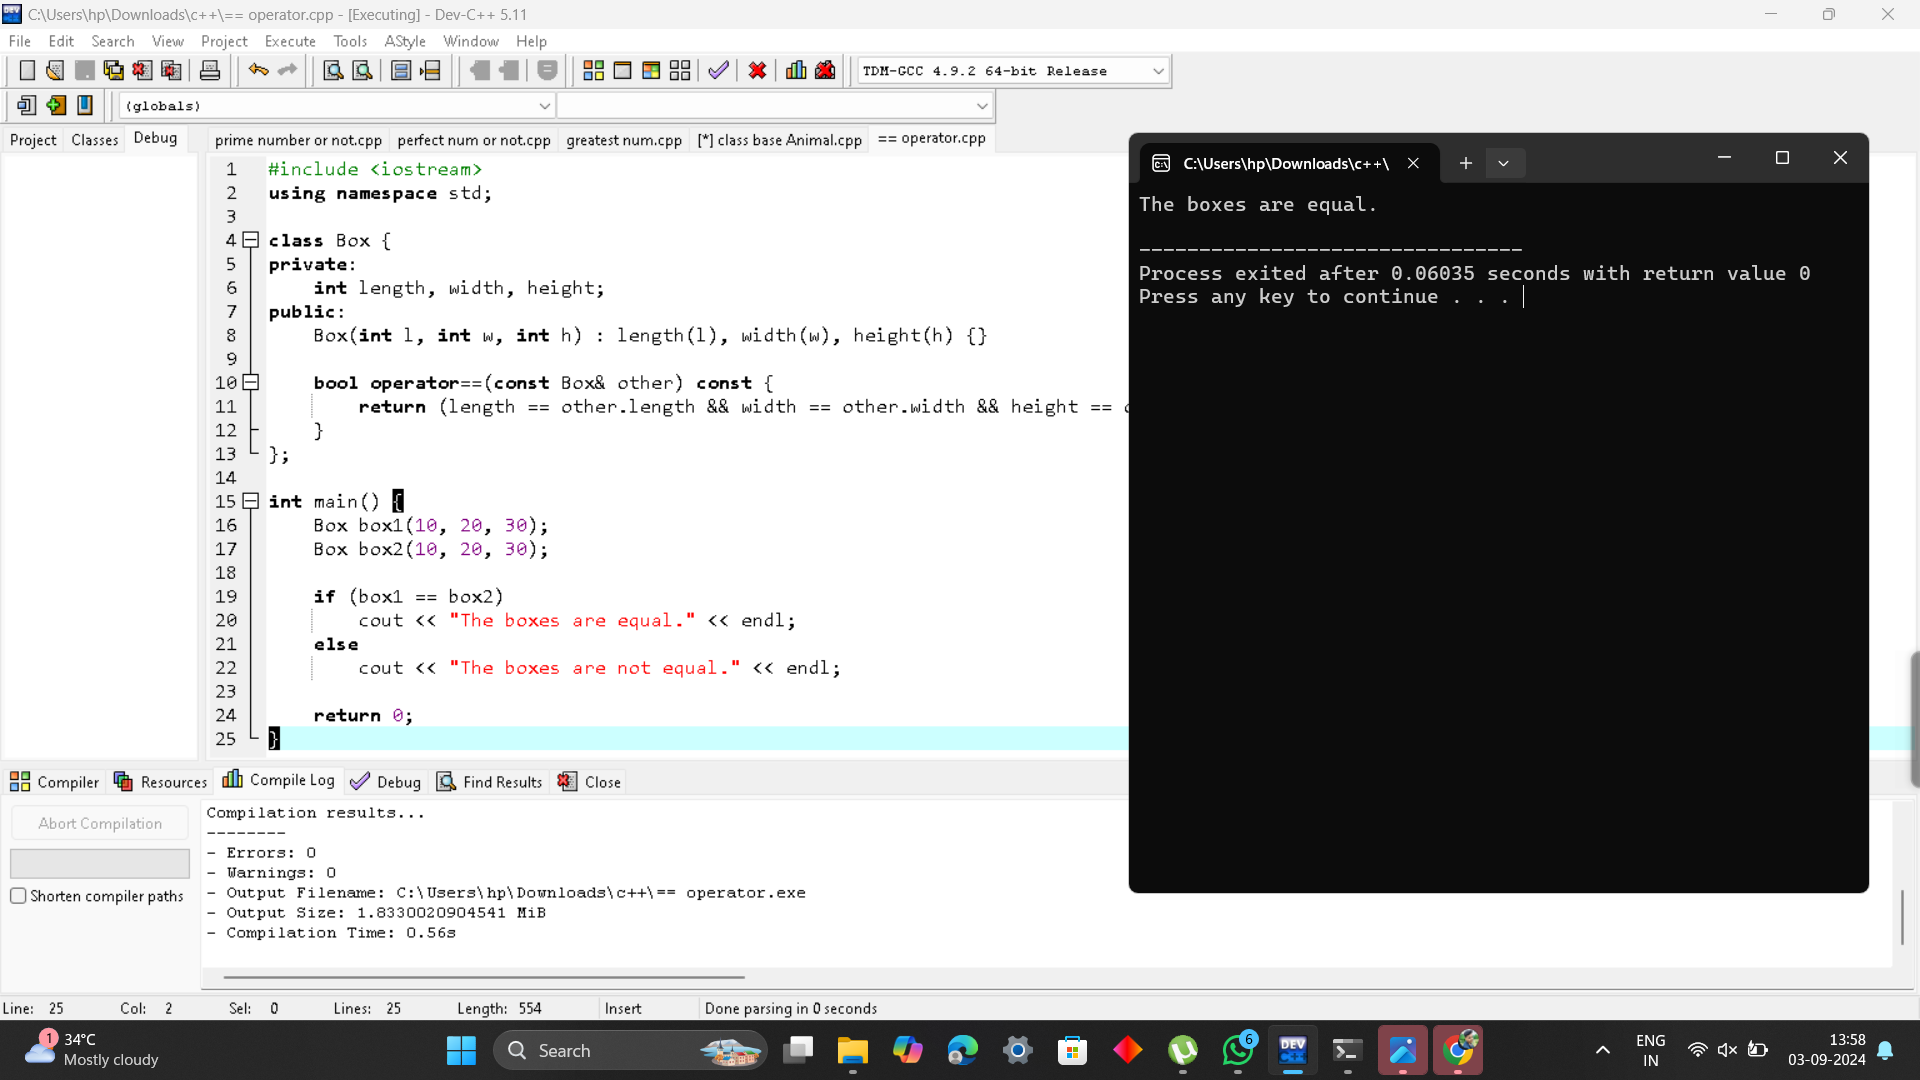 C:\Users\hp\Downloads\c++\== operator.cpp - [Executing] - Dev-C++ 5.11
File Edit Search View Project Execute Tools AStyle Window Help
TDM-GCC 4.9.2 64-bit Release
(globals)
Project Classes Debug
prime number or not.cpp perfect num or not.cpp greatest num.cpp [*] class base Animal.cpp == operator.cpp
1 #include <iostream>
2 using namespace std;
3
4 class Box {
5 private:
6 int length, width, height;
7 public:
8 Box(int l, int w, int h) : length(l), width(w), height(h) {}
9
10 bool operator==(const Box& other) const {
11 return (length == other.length && width == other.width && height ==
12 }
13 };
14
15 int main() {
16 Box box1(10, 20, 30);
17 Box box2(10, 20, 30);
18
19 if (box1 == box2)
20 cout << "The boxes are equal." << endl;
21 else
22 cout << "The boxes are not equal." << endl;
23
24 return 0;
25 }
C:\Users\hp\Downloads\c++\
The boxes are equal.
--------------------------------
Process exited after 0.06035 seconds with return value 0
Press any key to continue . . .
Compiler Resources Compile Log Debug Find Results Close
Abort Compilation
Shorten compiler paths
Compilation results...
--------
- Errors: 0
- Warnings: 0
- Output Filename: C:\Users\hp\Downloads\c++\== operator.exe
- Output Size: 1.8330020904541 MiB
- Compilation Time: 0.56s
Line: 25 Col: 2 Sel: 0 Lines: 25 Length: 554 Insert Done parsing in 0 seconds
1
34°C
Mostly cloudy
Search
6
DEV
C++
ENG
IN
13:58
03-09-2024